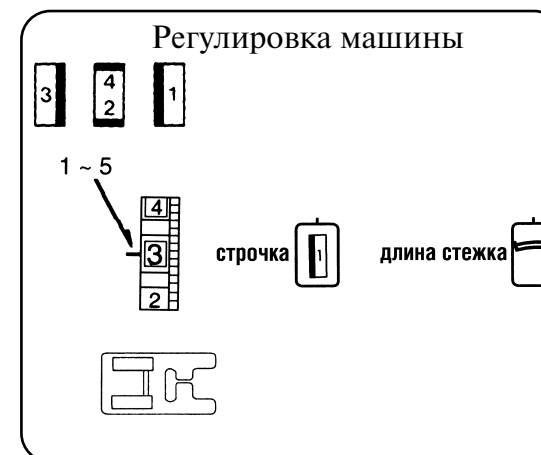 Регулировка машины
3 4 2 1
1 ~ 5
4
3
2
строчка 1 длина стежка